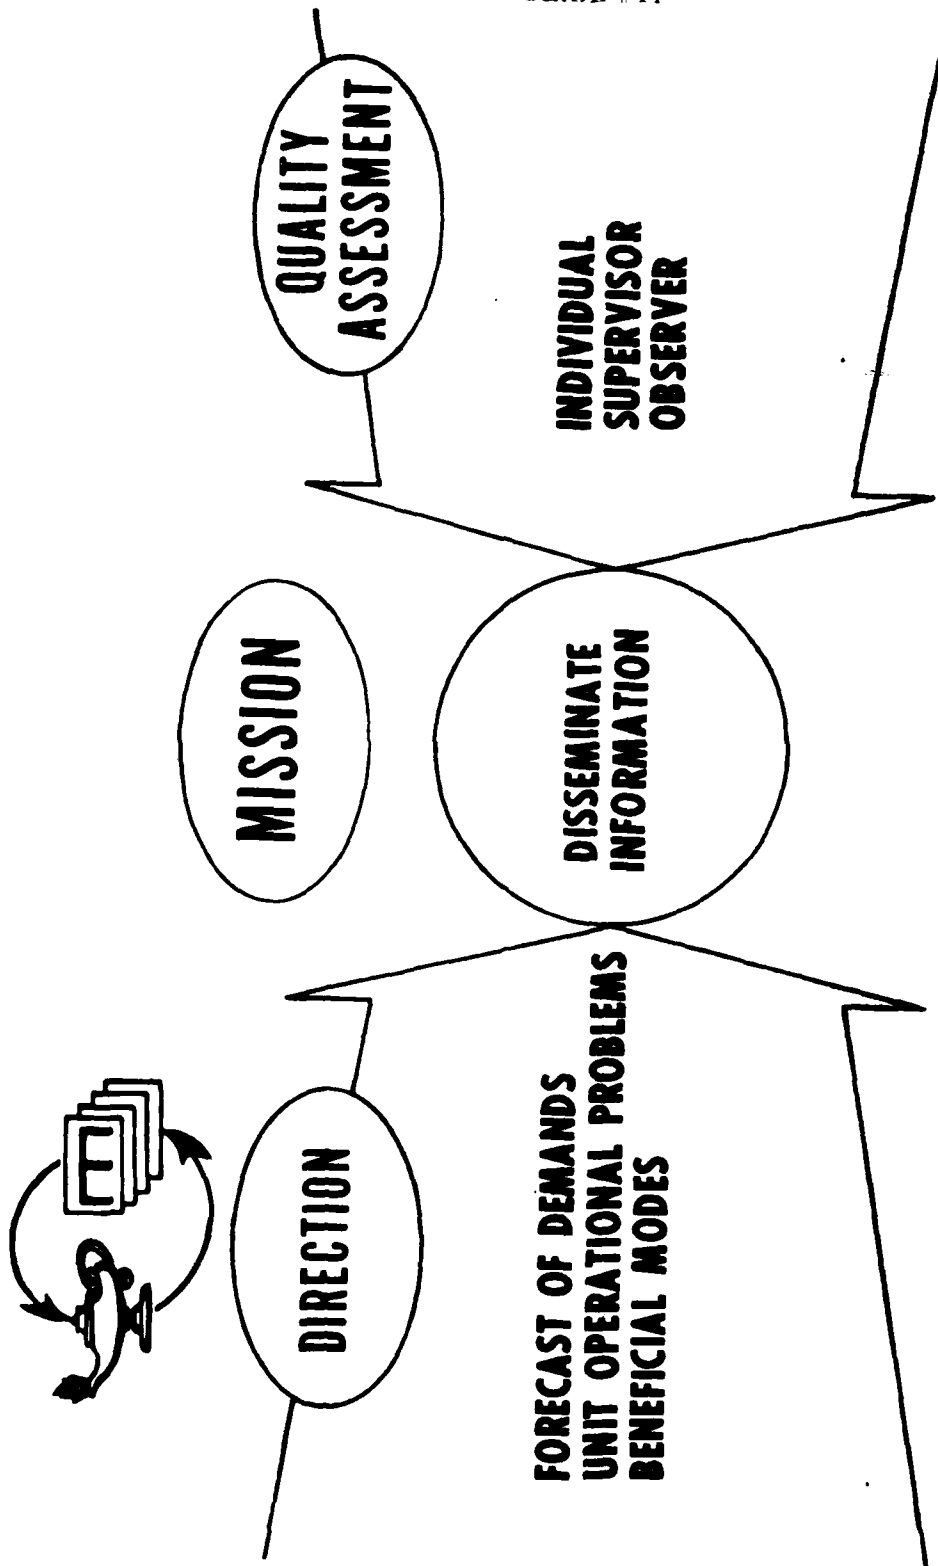 DIRECTION
FORECAST OF DEMANDS
UNIT OPERATIONAL PROBLEMS
BENEFICIAL MODES
MISSION
DISSEMINATE
INFORMATION
QUALITY
ASSESSMENT
INDIVIDUAL
SUPERVISOR
OBSERVER